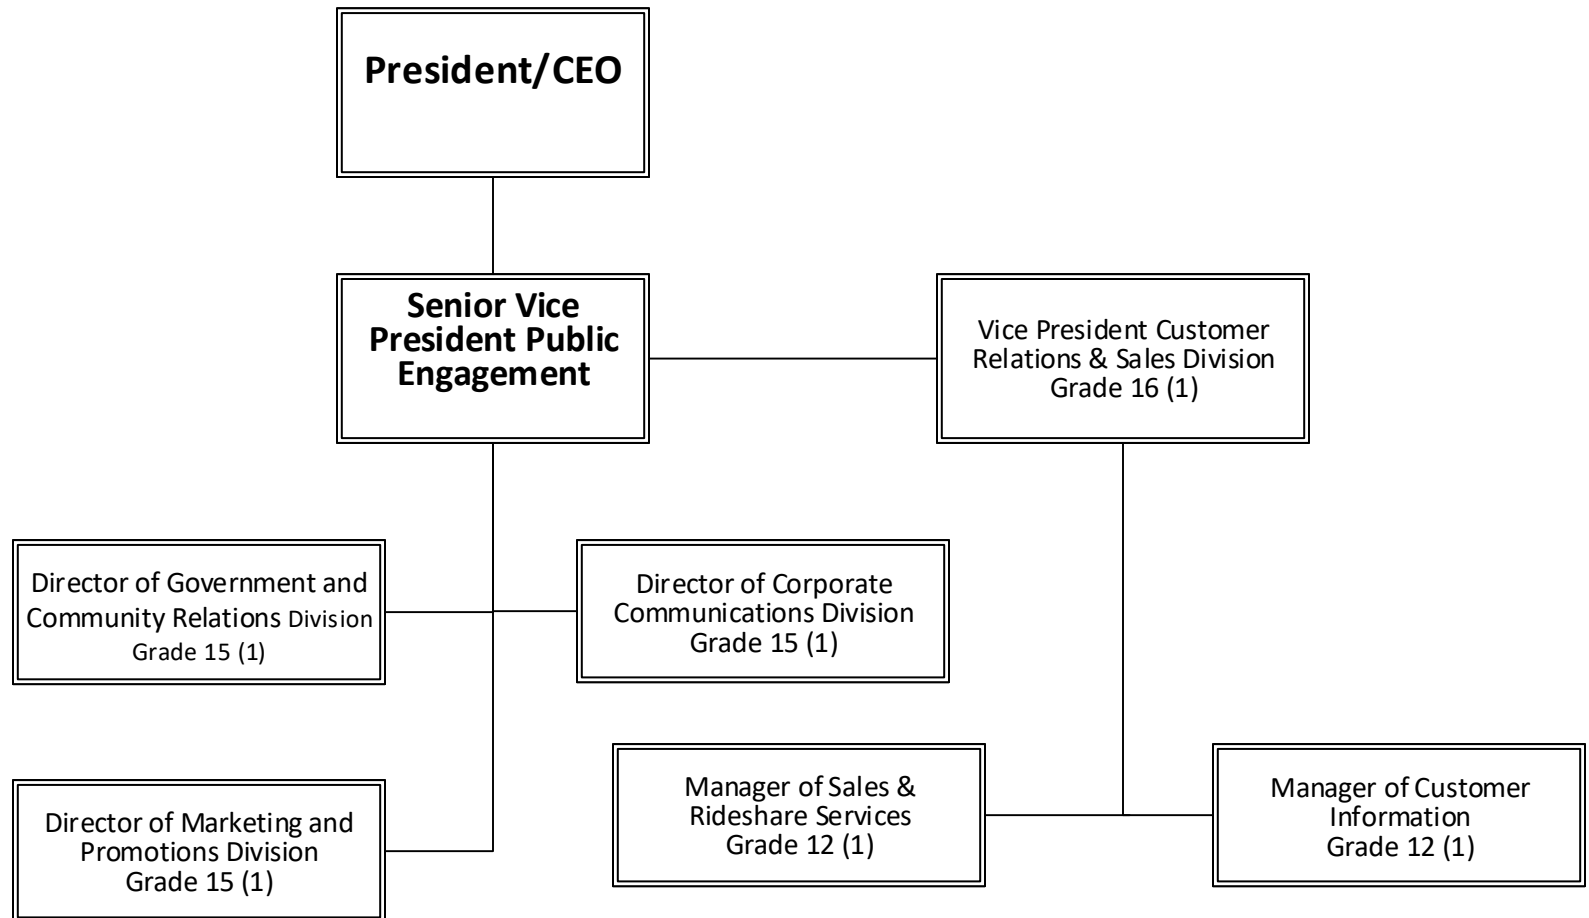 President/CEO
Senior Vice
President Public
Engagement
Vice President Customer
Relations & Sales Division
Grade 16 (1)
Director of Government and
Community Relations Division
Grade 15 (1)
Director of Corporate
Communications Division
Grade 15 (1)
Manager of Sales &
Rideshare Services
Grade 12 (1)
Manager of Customer
Information
Grade 12 (1)
Director of Marketing and
Promotions Division
Grade 15 (1)